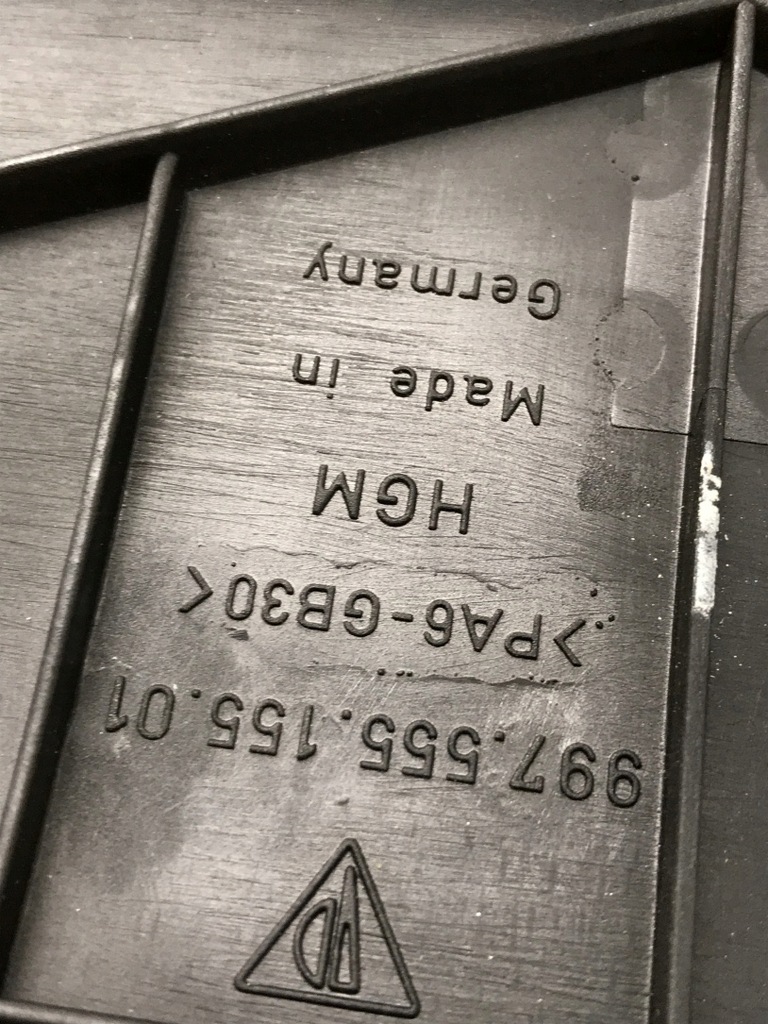 997.555.155.01
>PA6-GB30<
HGM
Made in
Germany